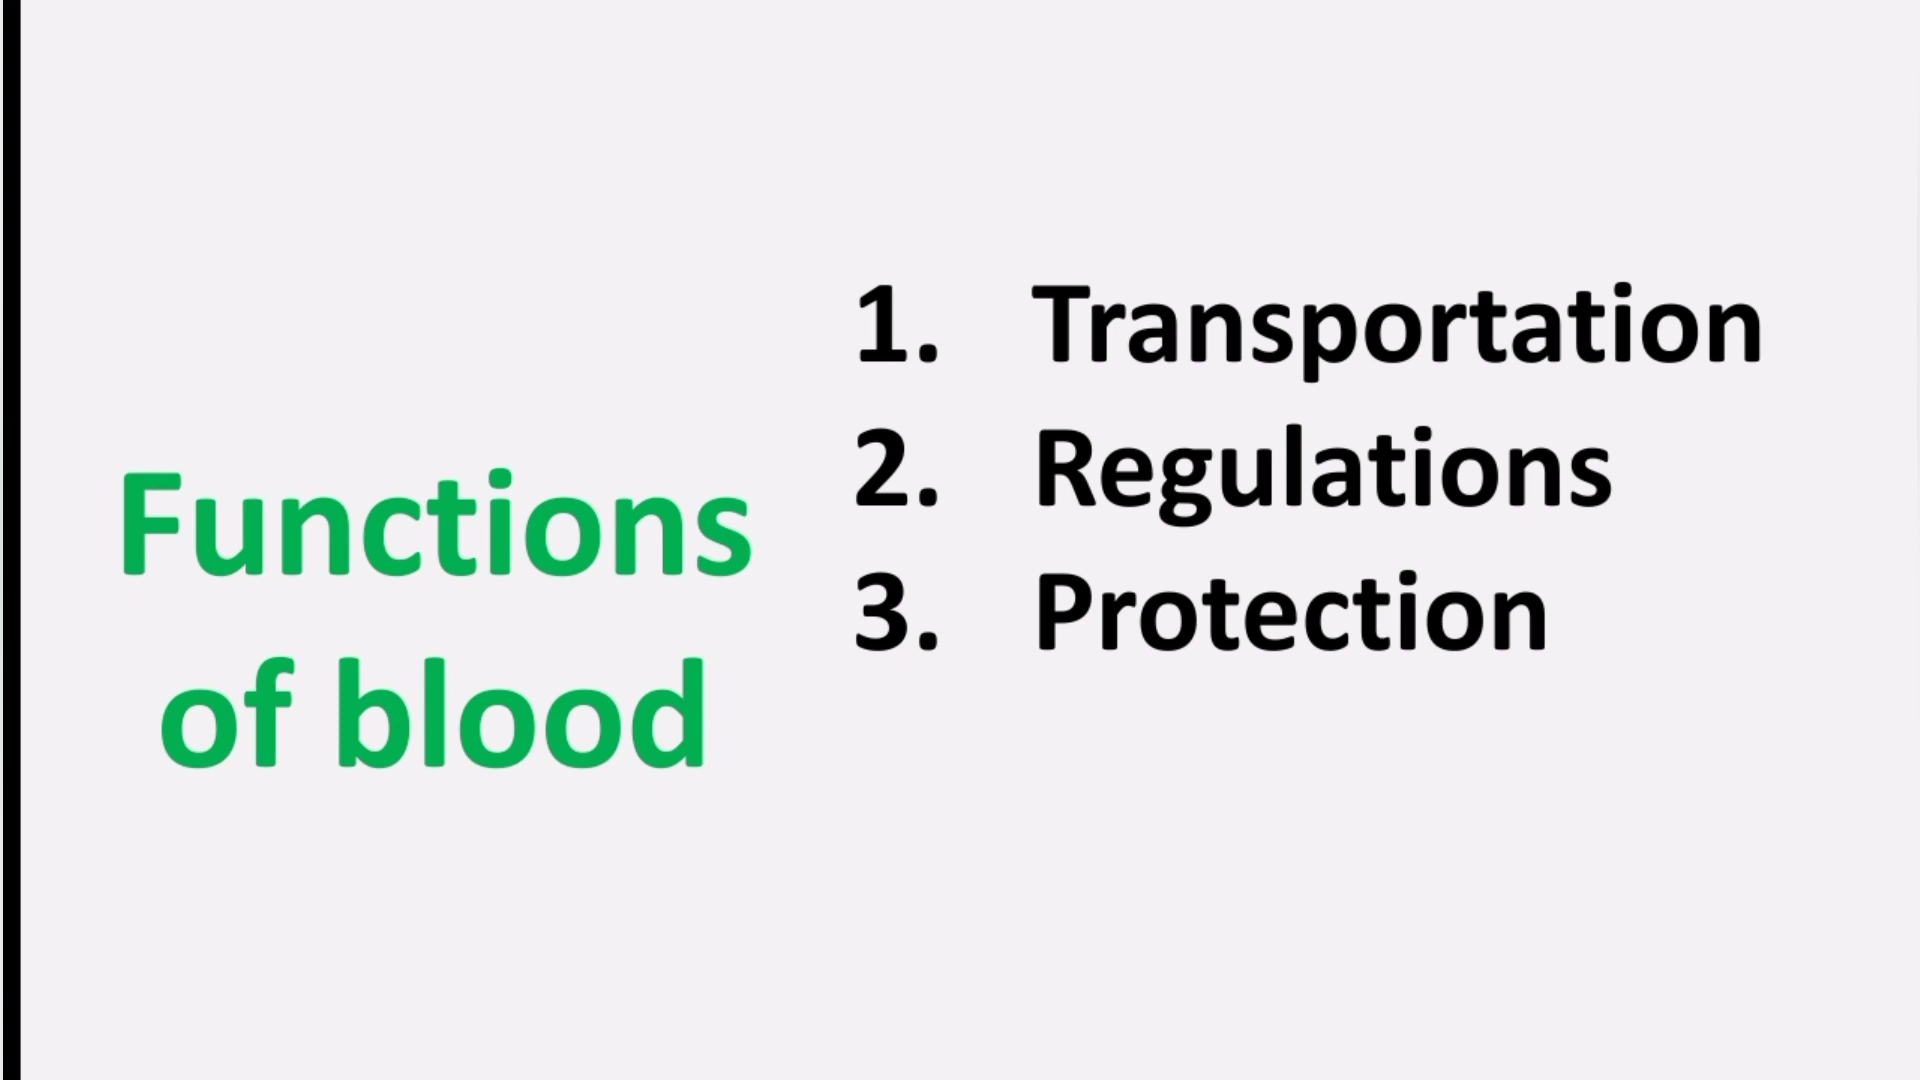 Functions
of blood
1. Transportation
2. Regulations
3. Protection